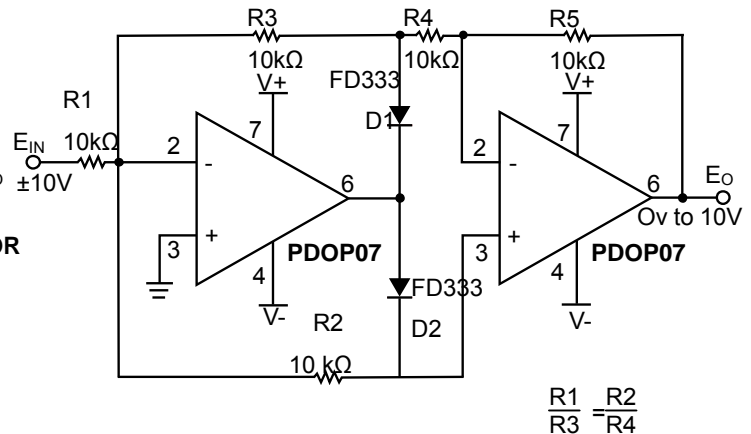 R3
R4
R5
10kΩ
10kΩ
10kΩ
V+
FD333
V+
R1
D1
7
7
EIN
10kΩ
2
-
2
-
±10V
6
6
EO
Ov to 10V
3
+
3
+
OR
PDOP07
PDOP07
4
FD333
4
V-
V-
R2
D2
10 kΩ
R1
R3
=
R2
R4